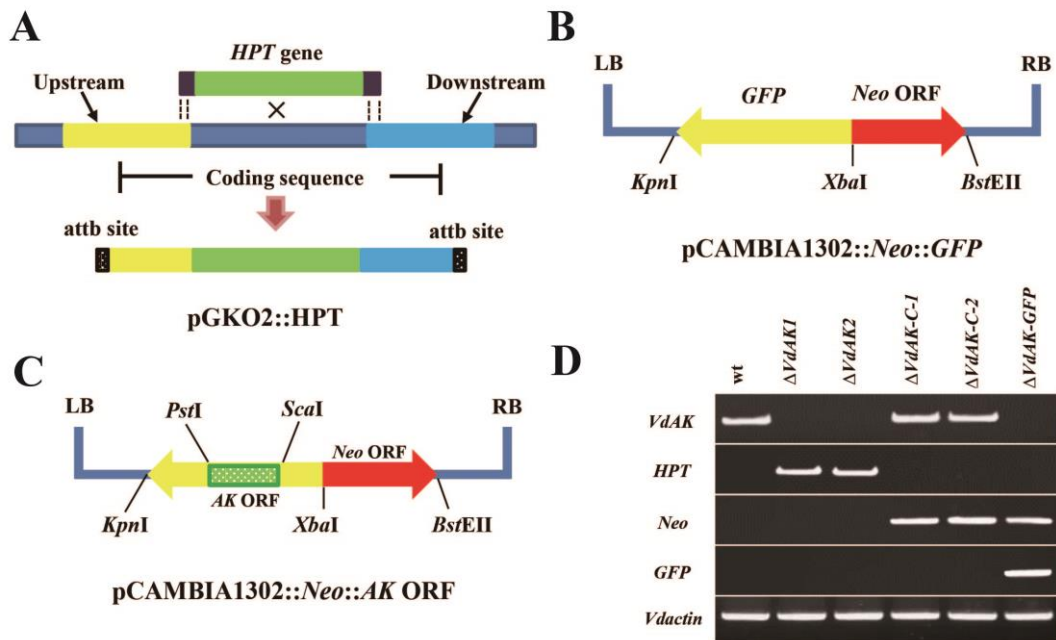 A
HPT gene
Upstream
Downstream
×
Coding sequence
attb site
attb site
pGKO2::HPT
B
LB
RB
GFP
Neo ORF
KpnI
XbaI
BstEII
pCAMBIA1302::Neo::GFP
C
LB
RB
PstI
ScaI
Neo ORF
AK ORF
KpnI
XbaI
BstEII
pCAMBIA1302::Neo::AK ORF
D
wt
ΔVdAK1
ΔVdAK2
ΔVdAK-C-1
ΔVdAK-C-2
ΔVdAK-GFP
VdAK
HPT
Neo
GFP
Vdactin